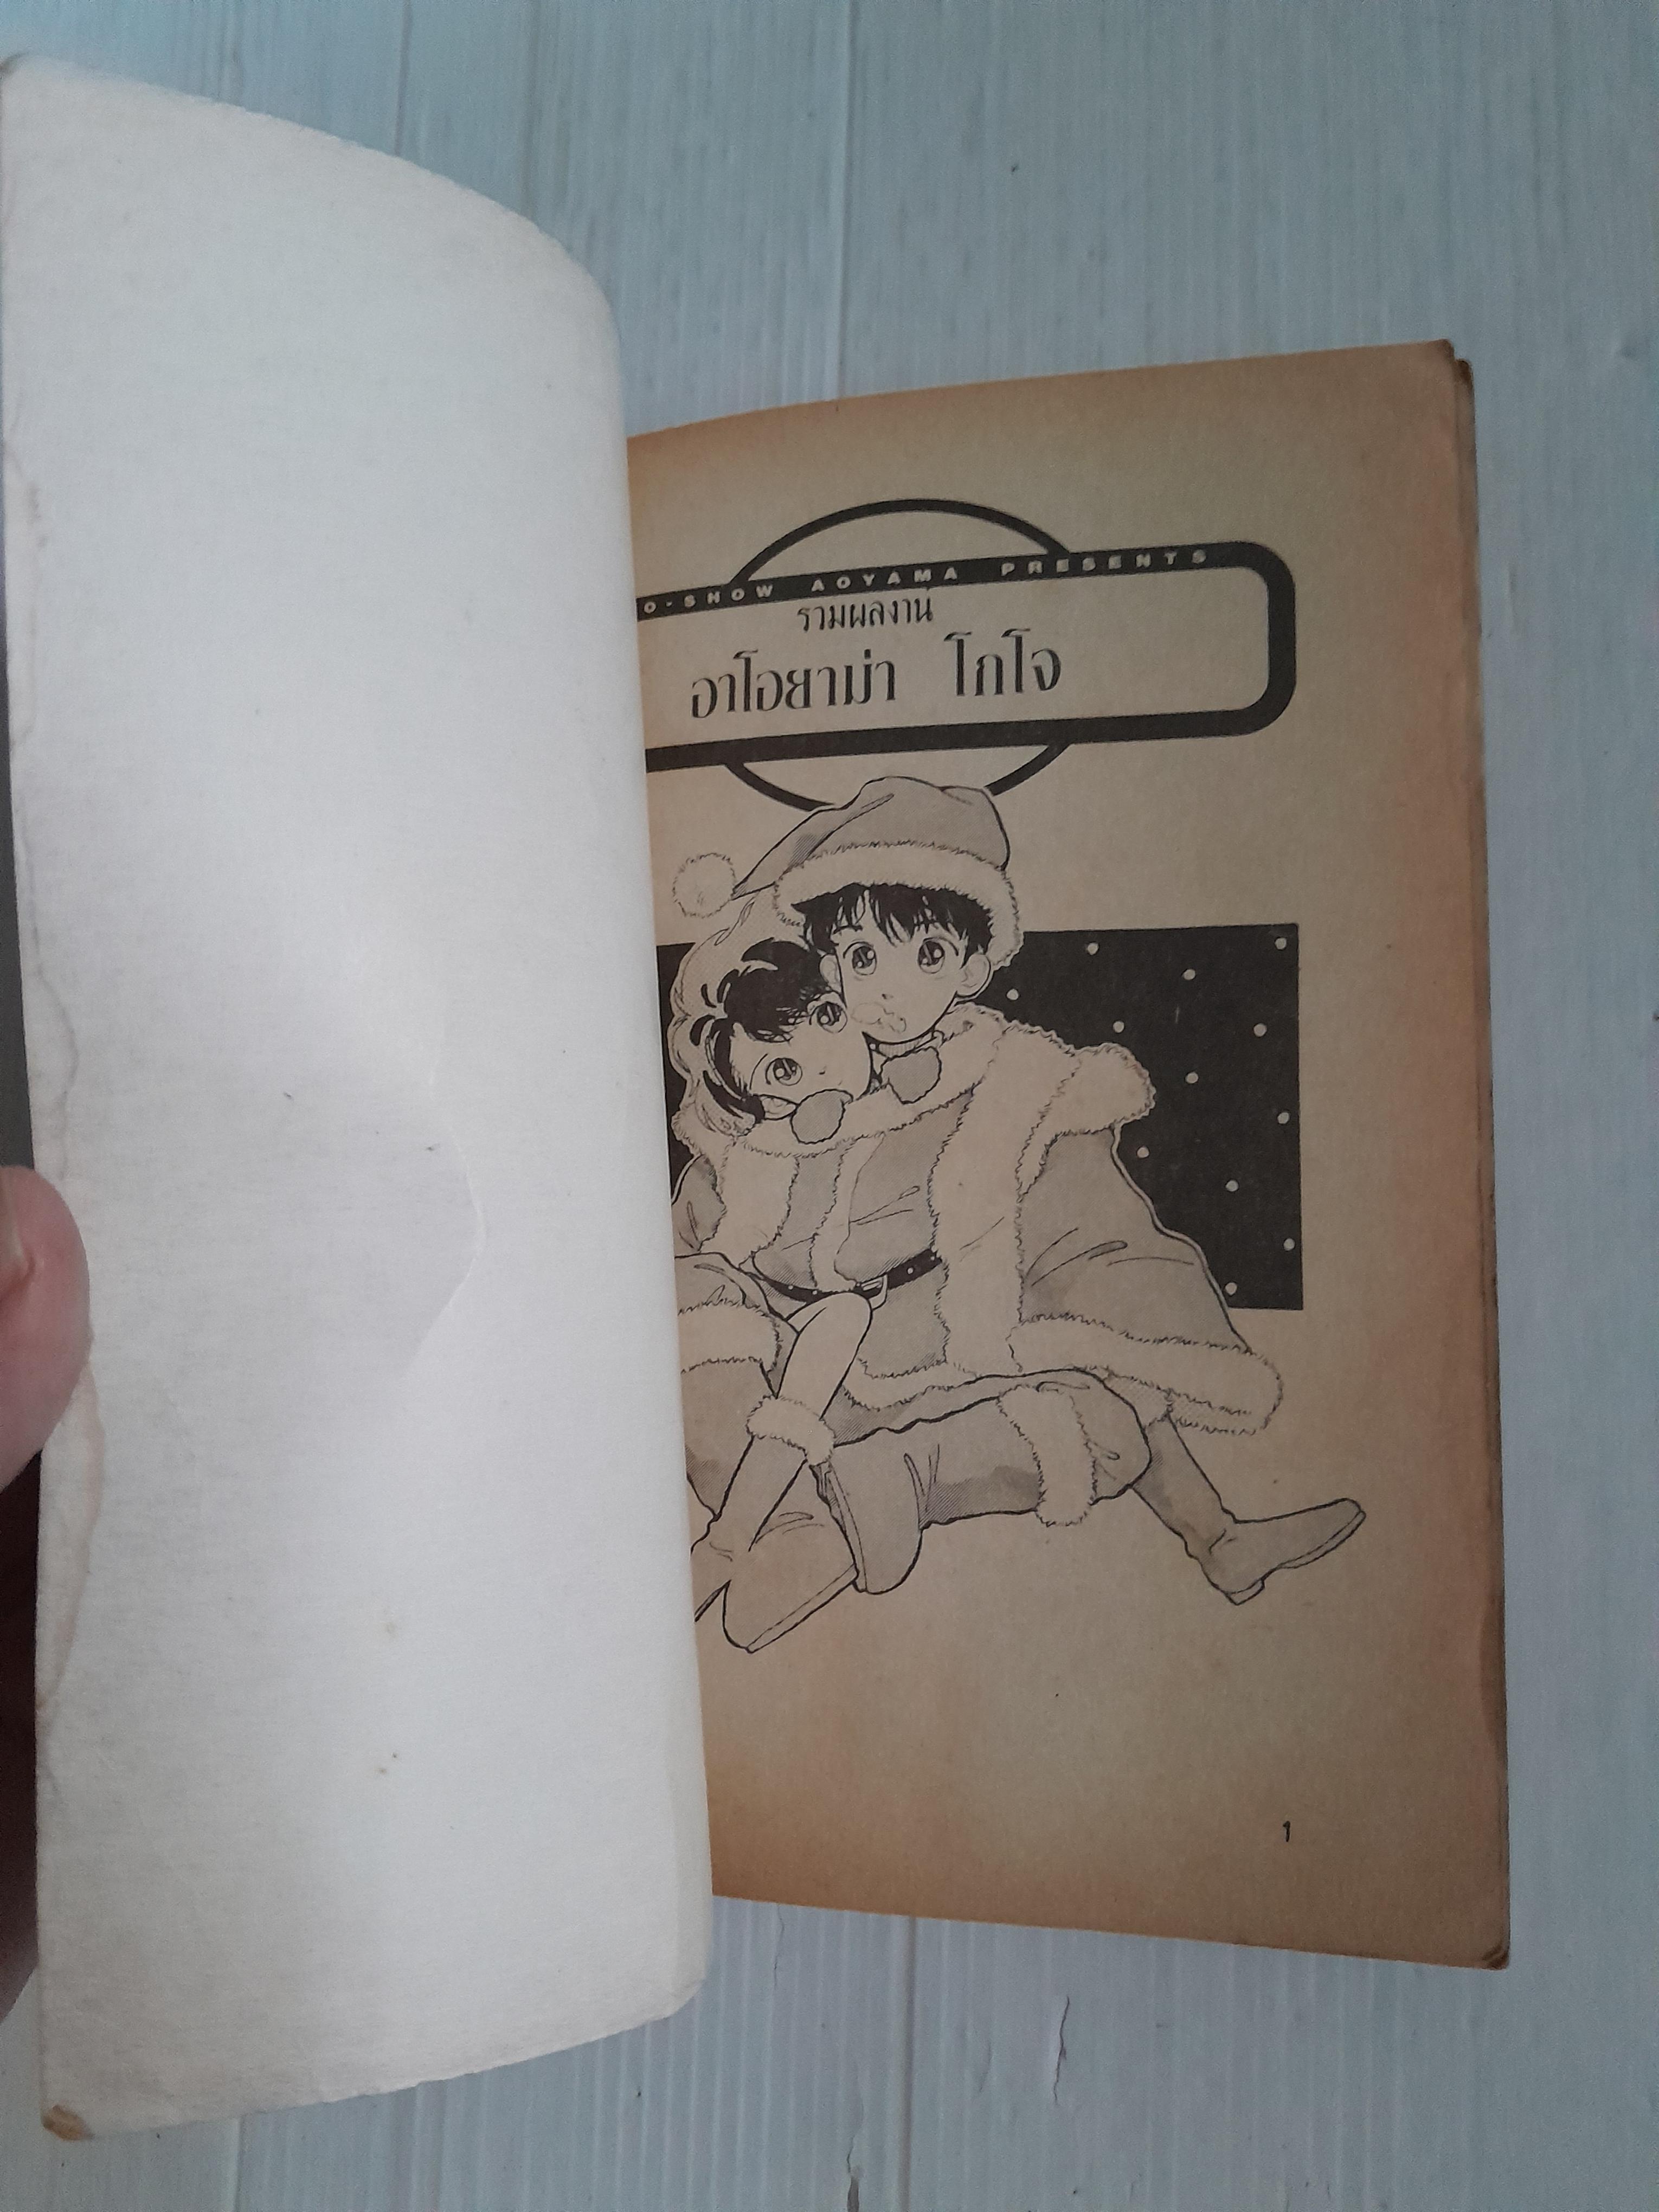 O-SHOW AOYAMA PRESENTS
รวมผลงาน
อาโอยาม่า โกโจ
1